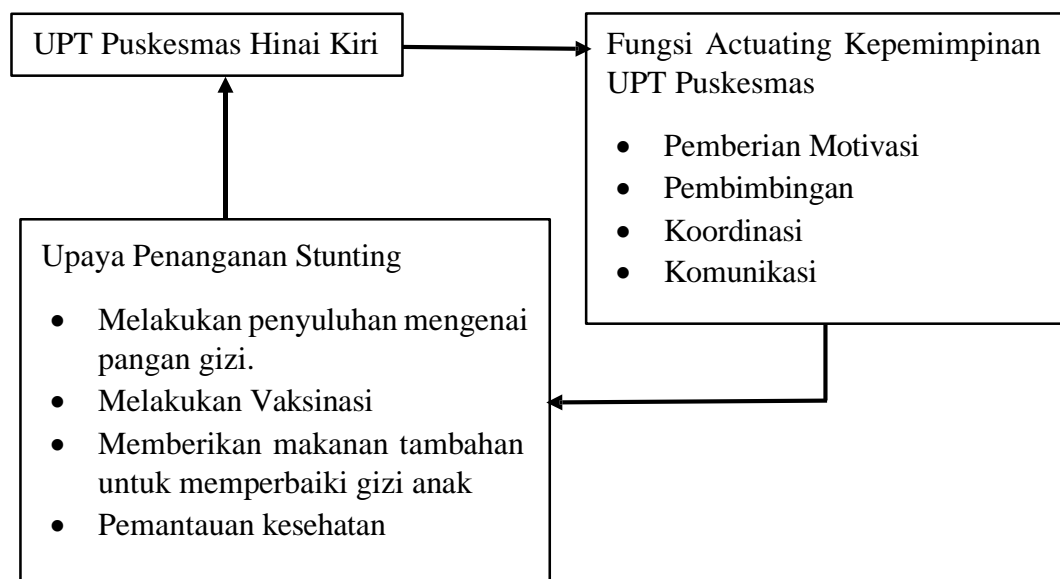 UPT Puskesmas Hinai Kiri
Fungsi Actuating Kepemimpinan
UPT Puskesmas
• Pemberian Motivasi
• Pembimbingan
• Koordinasi
• Komunikasi
Upaya Penanganan Stunting
• Melakukan penyuluhan mengenai
pangan gizi.
• Melakukan Vaksinasi
• Memberikan makanan tambahan
untuk memperbaiki gizi anak
• Pemantauan kesehatan